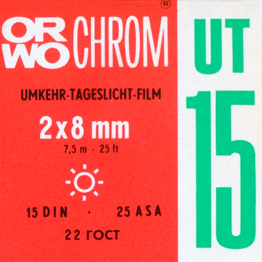 ORWO CHROM
UT 15
UMKEHR-TAGESLICHT-FILM
2x8 mm
7,5 m - 25 ft
15 DIN · 25 ASA
22 ГОСТ